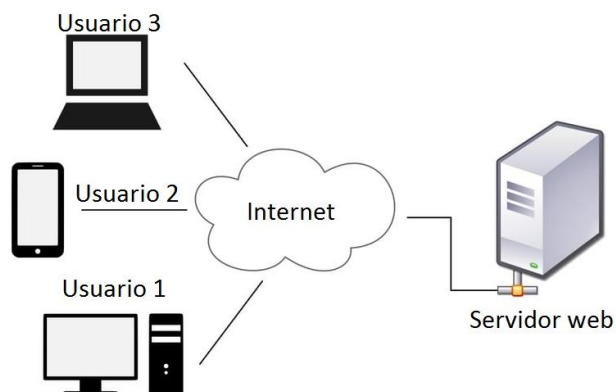 Usuario 3
Usuario 2
Internet
Usuario 1
Servidor web